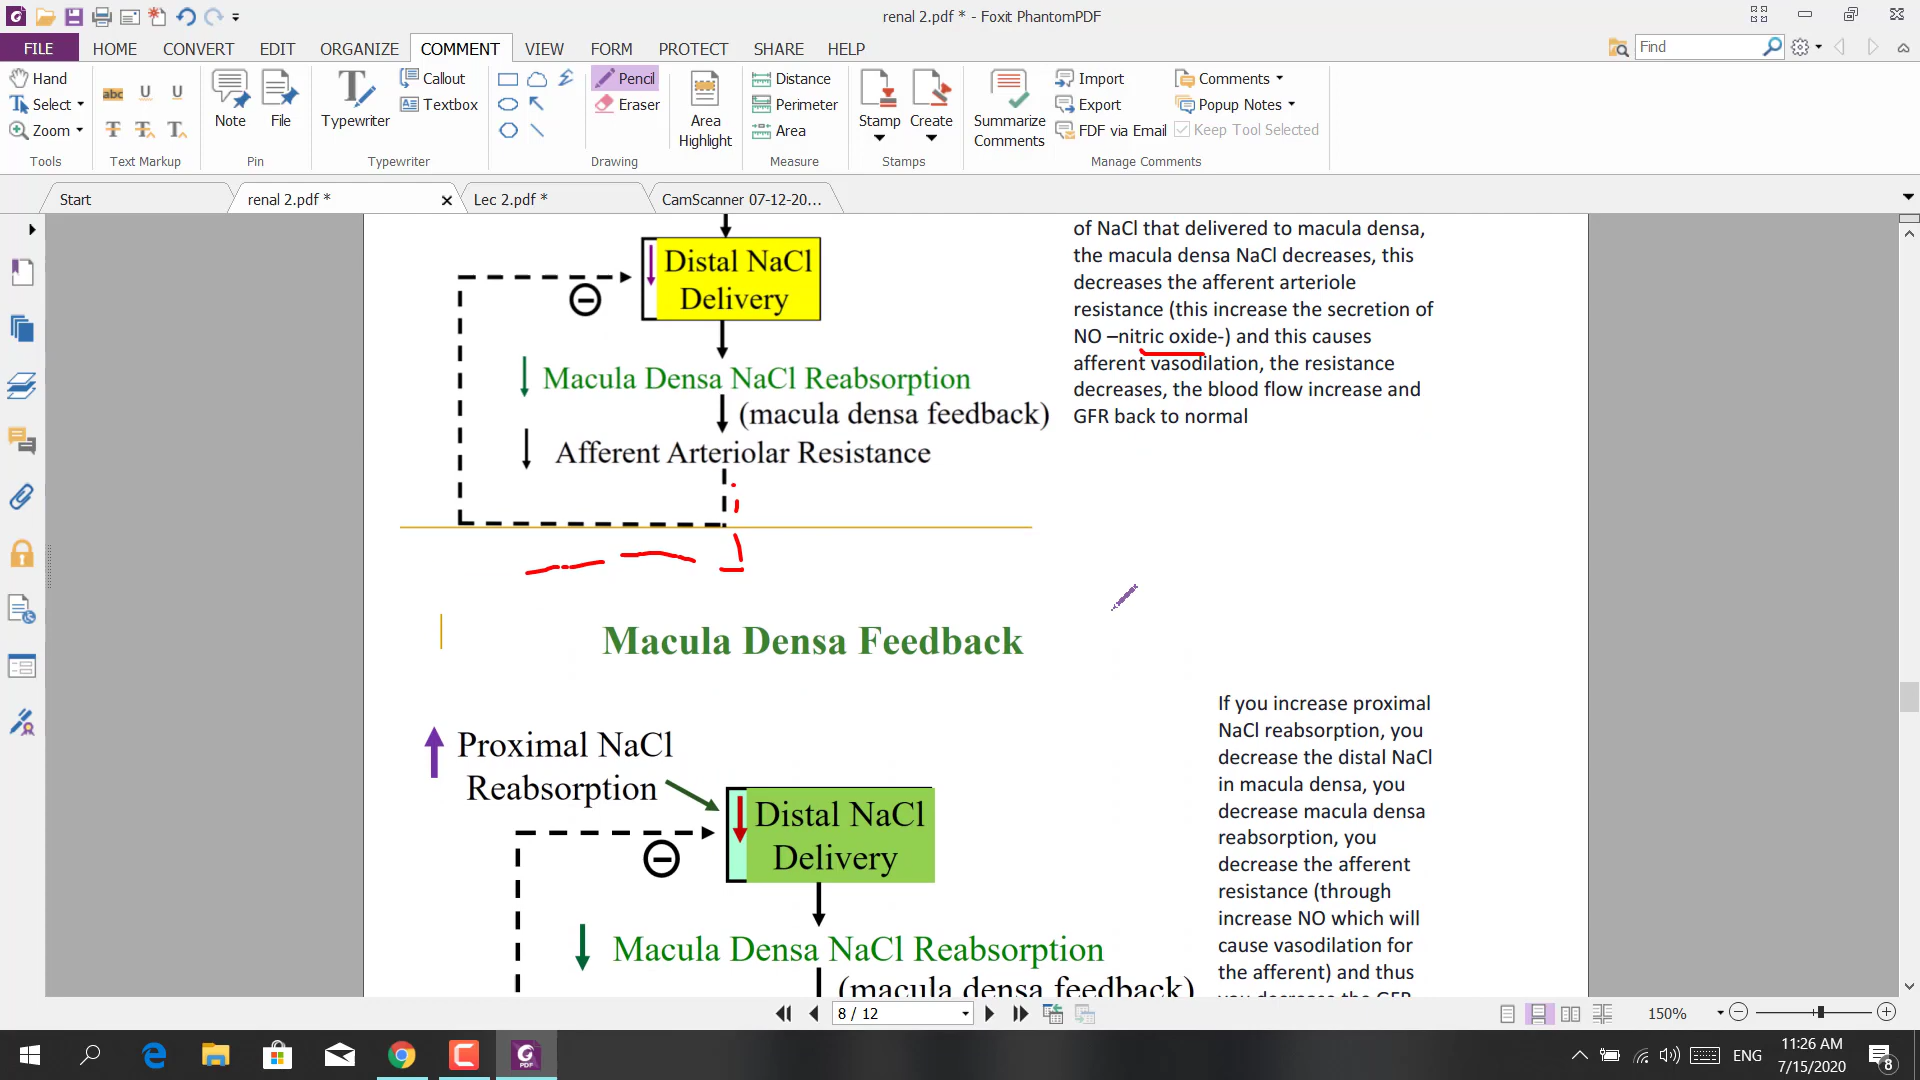 renal 2.pdf * - Foxit PhantomPDF
FILE
HOME
CONVERT
EDIT
ORGANIZE
COMMENT
VIEW
FORM
PROTECT
SHARE
HELP
Find
Hand
Select
Zoom
Tools
abc
U
U
T
T
T
Text Markup
Note
File
Pin
Typewriter
Callout
Textbox
Typewriter
Pencil
Eraser
Drawing
Area
Highlight
Distance
Perimeter
Area
Measure
Stamp
Create
Stamps
Summarize
Comments
Import
Export
FDF via Email
Comments
Popup Notes
Keep Tool Selected
Manage Comments
Start
renal 2.pdf *
Lec 2.pdf *
CamScanner 07-12-20...
Distal NaCl
Delivery
Macula Densa NaCl Reabsorption
(macula densa feedback)
Afferent Arteriolar Resistance
of NaCl that delivered to macula densa,
the macula densa NaCl decreases, this
decreases the afferent arteriole
resistance (this increase the secretion of
NO –nitric oxide-) and this causes
afferent vasodilation, the resistance
decreases, the blood flow increase and
GFR back to normal
Macula Densa Feedback
Proximal NaCl
Reabsorption
Distal NaCl
Delivery
Macula Densa NaCl Reabsorption
(macula densa feedback)
If you increase proximal
NaCl reabsorption, you
decrease the distal NaCl
in macula densa, you
decrease macula densa
reabsorption, you
decrease the afferent
resistance (through
increase NO which will
cause vasodilation for
the afferent) and thus
you decrease the GFR
8 / 12
150%
PDF
ENG
11:26 AM
7/15/2020
8